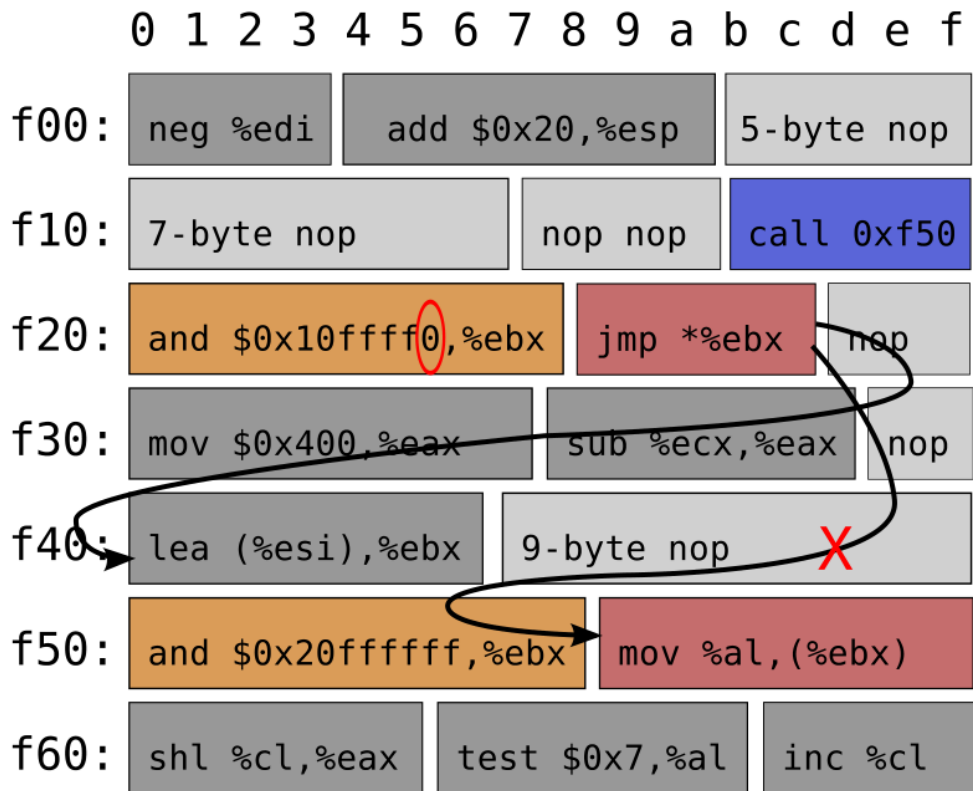 0 1 2 3 4 5 6 7 8 9 a b c d e f
f00: neg %edi add $0x20,%esp 5-byte nop
f10: 7-byte nop nop nop call 0xf50
f20: and $0x10ffff0,%ebx jmp *%ebx nop
f30: mov $0x400,%eax sub %ecx,%eax nop
f40: lea (%esi),%ebx 9-byte nop X
f50: and $0x20ffffff,%ebx mov %al,(%ebx)
f60: shl %cl,%eax test $0x7,%al inc %cl